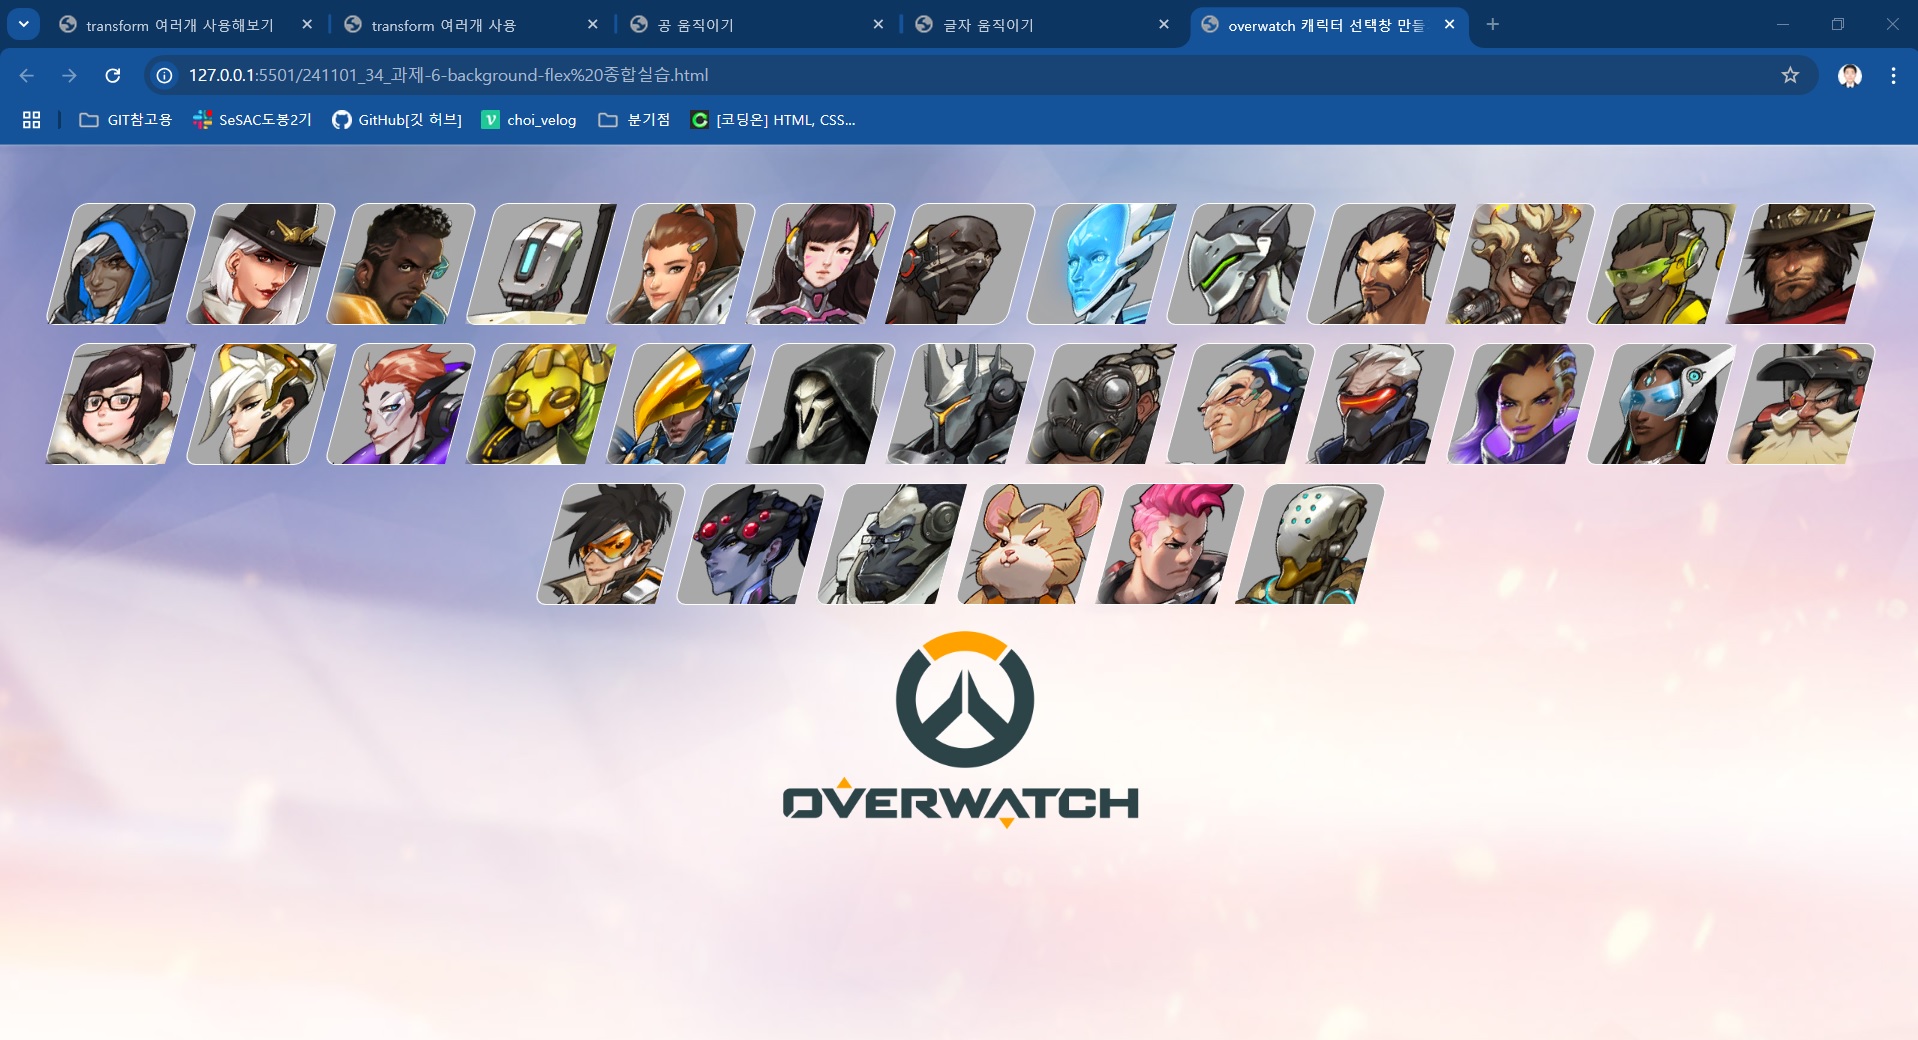 transform 여러개 사용해보기
transform 여러개 사용
공 움직이기
글자 움직이기
overwatch 캐릭터 선택창 만들
127.0.0.1:5501/241101_34_과제-6-background-flex%20종합실습.html
GIT참고용
SeSAC도봉2기
GitHub[깃 허브]
choi_velog
분기점
[코딩온] HTML, CSS...
OVERWATCH